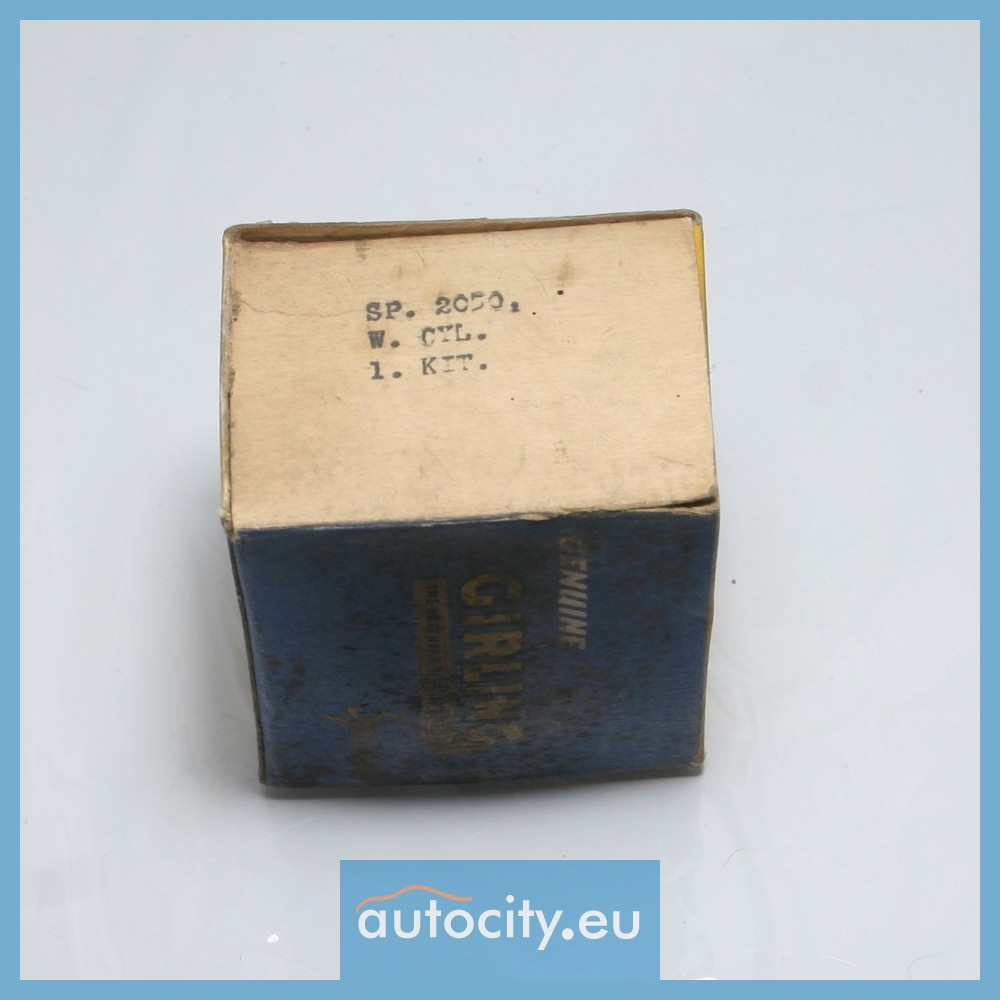 SP. 2050.
W. CYL.
1. KIT.
GENUINE
GIRLING
autocity.eu